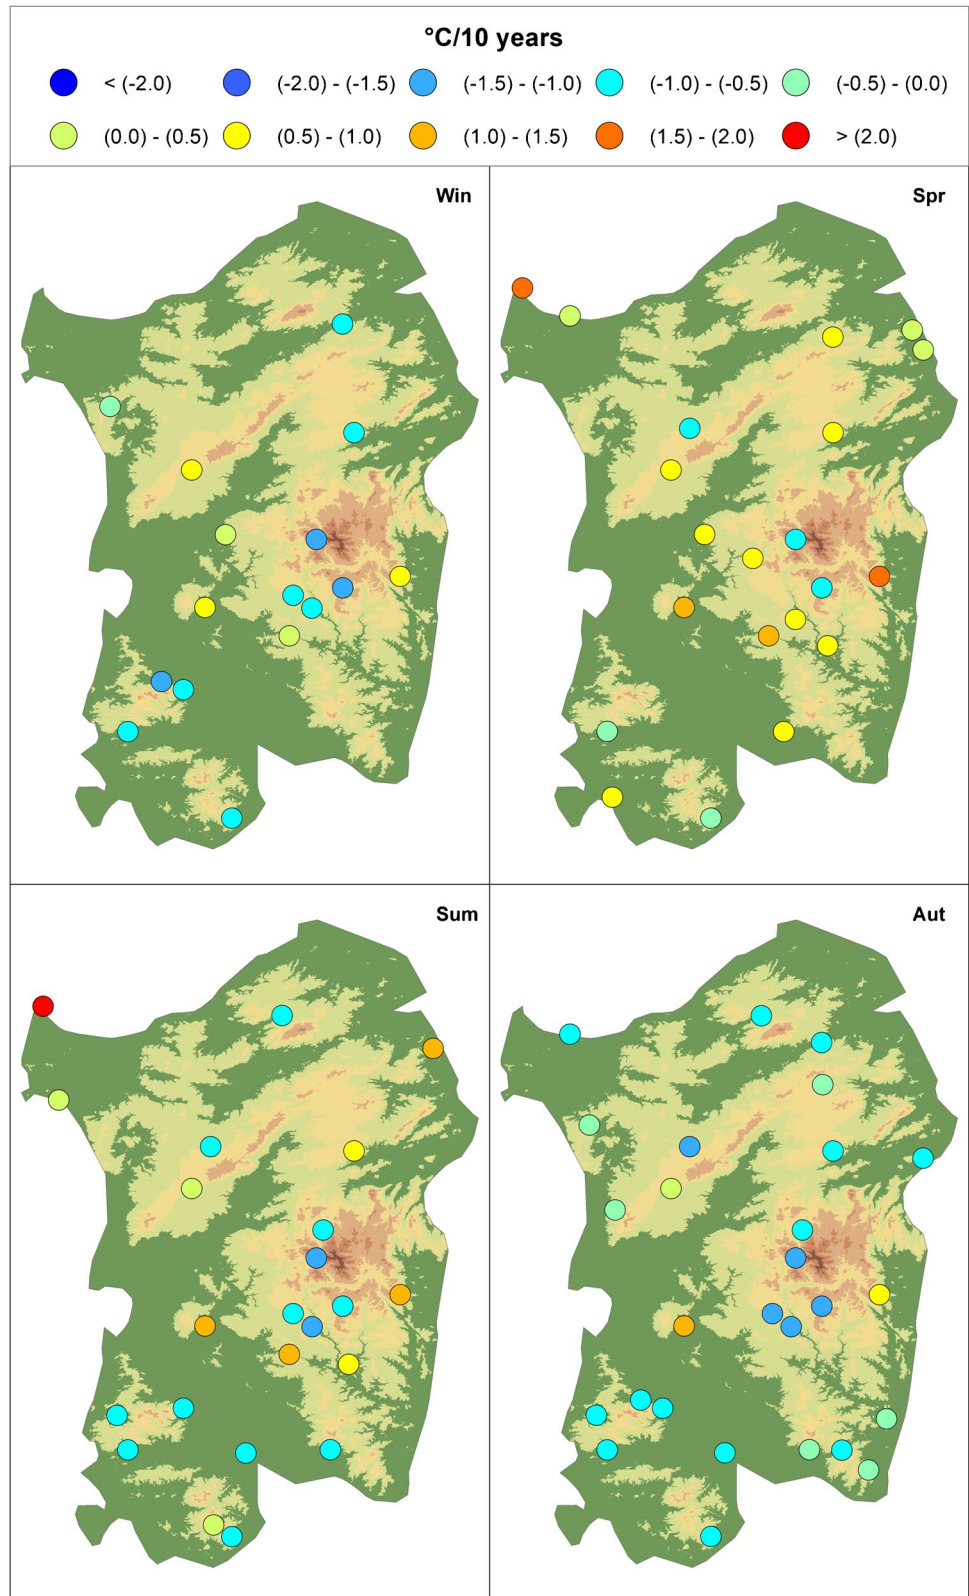 °C/10 years
< (-2.0) (-2.0) - (-1.5) (-1.5) - (-1.0) (-1.0) - (-0.5) (-0.5) - (0.0)
(0.0) - (0.5) (0.5) - (1.0) (1.0) - (1.5) (1.5) - (2.0) > (2.0)
Win
Spr
Sum
Aut